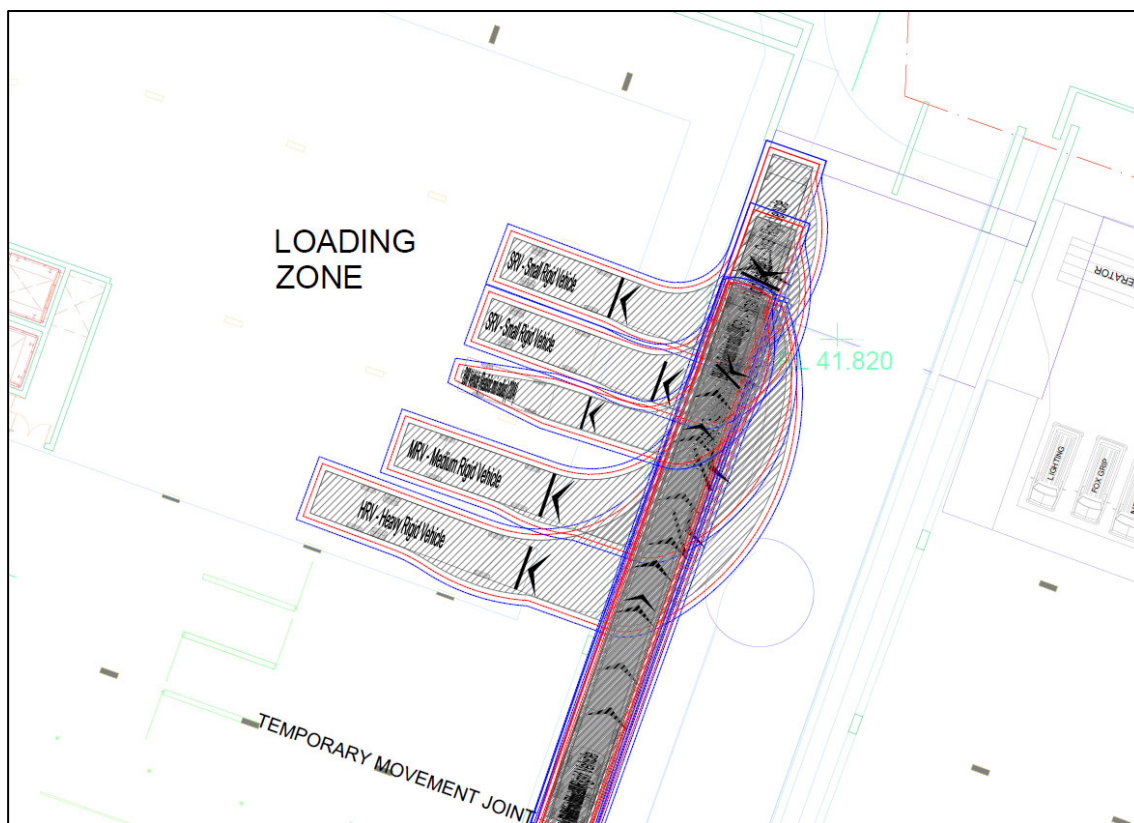 LOADING
ZONE
SRV - Small Rigid Vehicle
SRV - Small Rigid Vehicle
MRV - Medium Rigid Vehicle
HRV - Heavy Rigid Vehicle
41.820
ERATOR
LIGHTING
FOX GRIP
TEMPORARY MOVEMENT JOINT